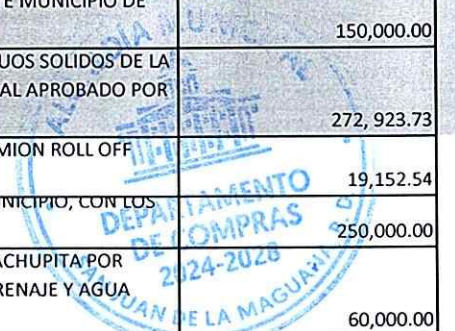 E MUNICIPIO DE
150,000.00
UOS SOLIDOS DE LA
AL APROBADO POR
272, 923.73
MION ROLL OFF
19,152.54
NICIPIO, CON LOS
250,000.00
ACHUPITA POR
RENAJE Y AGUA
60,000.00
DEPARTAMENTO
DE COMPRAS
2024-2028
JUAN DE LA MAGUANA R. D.